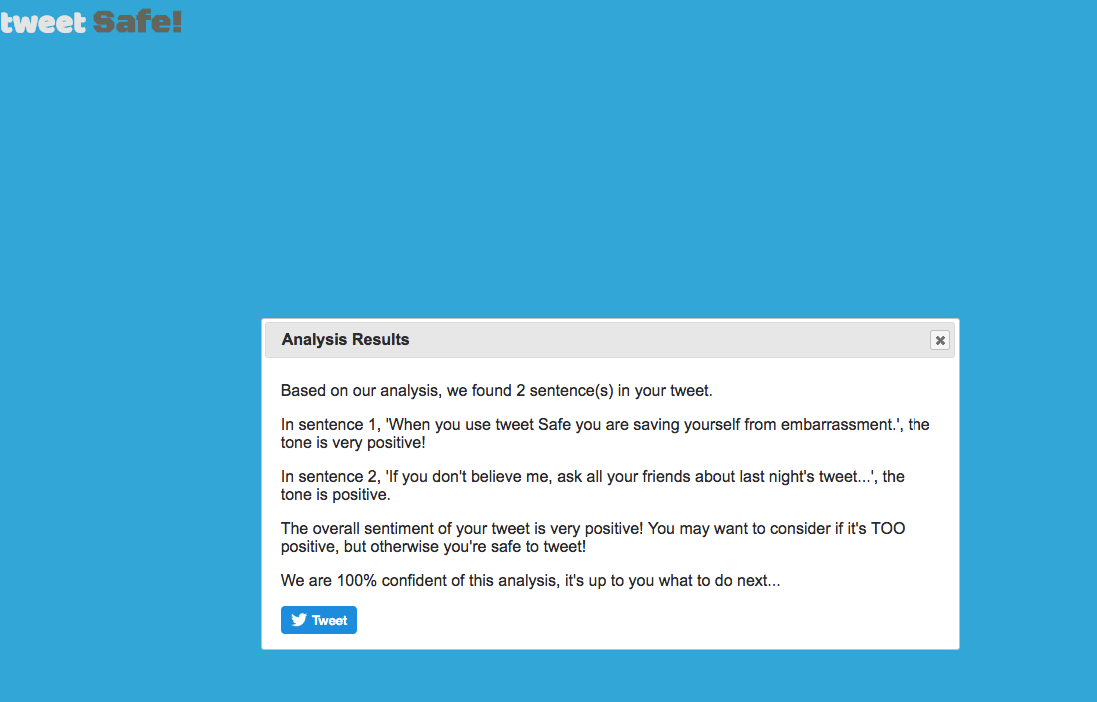 tweet Safe!
Analysis Results
Based on our analysis, we found 2 sentence(s) in your tweet.
In sentence 1, 'When you use tweet Safe you are saving yourself from embarrassment.', the
tone is very positive!
In sentence 2, 'If you don't believe me, ask all your friends about last night's tweet...', the
tone is positive.
The overall sentiment of your tweet is very positive! You may want to consider if it's TOO
positive, but otherwise you're safe to tweet!
We are 100% confident of this analysis, it's up to you what to do next...
Tweet